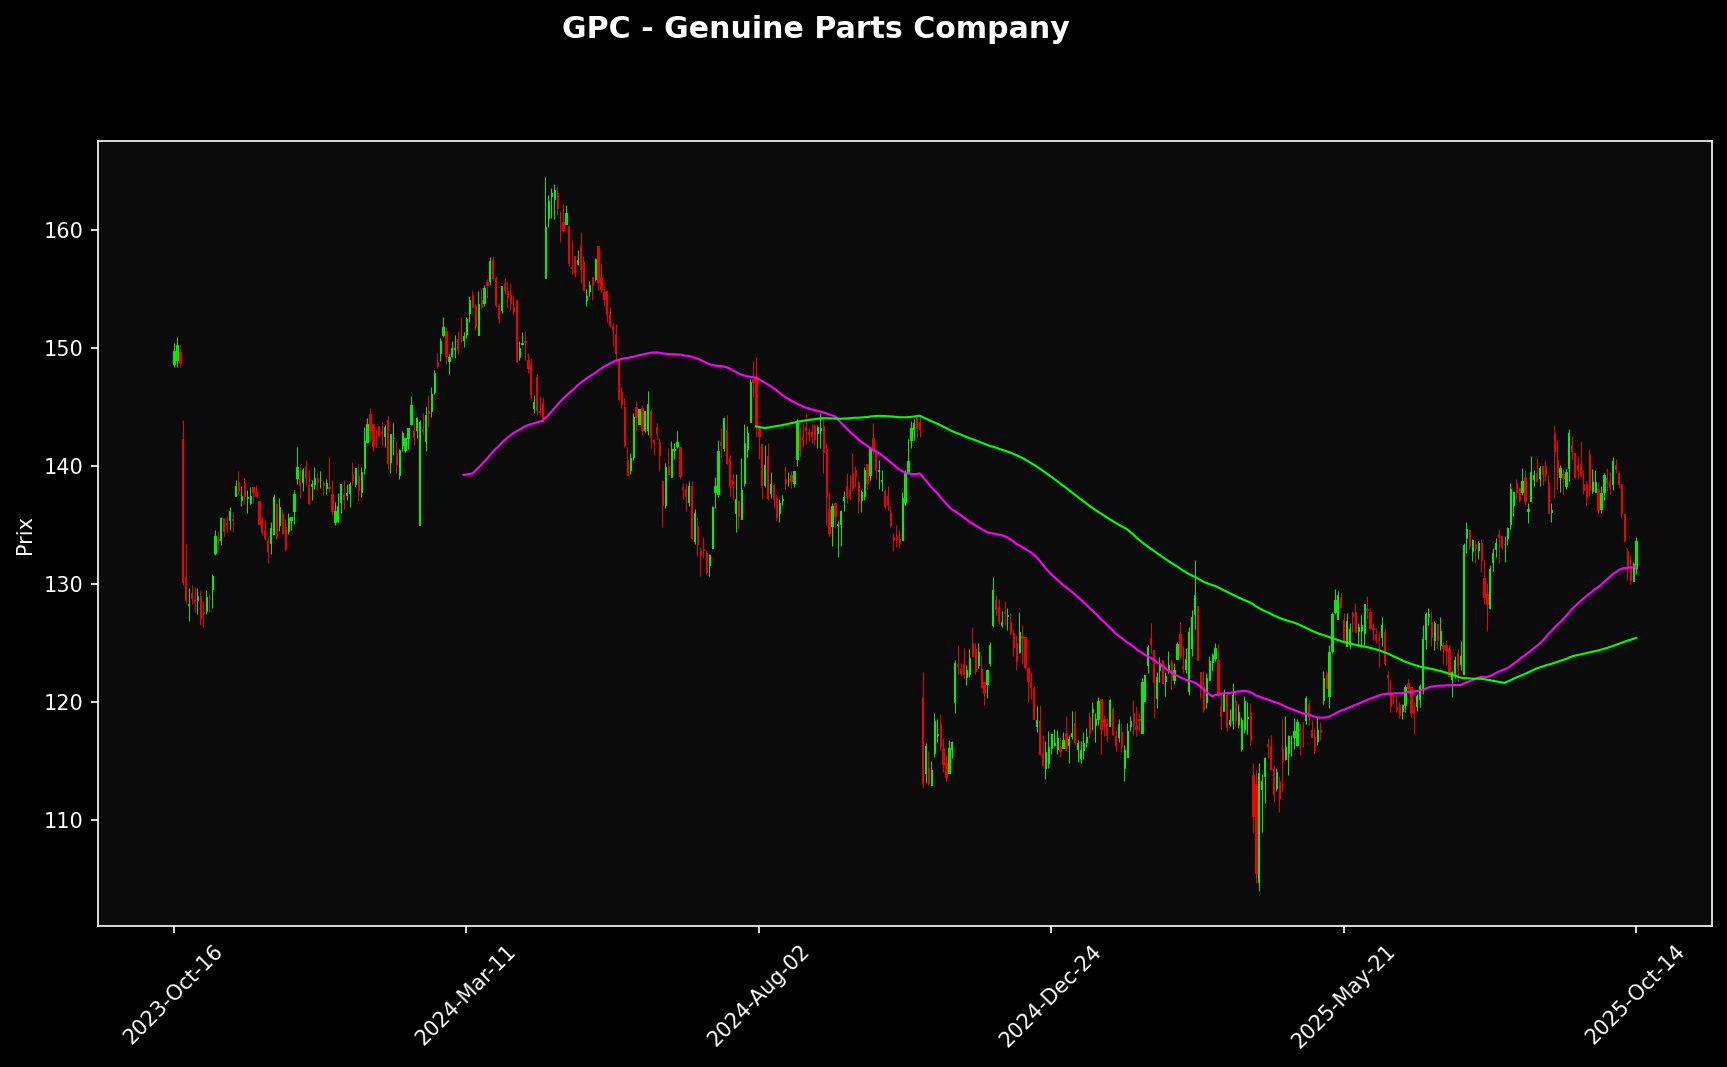 GPC - Genuine Parts Company
Prix
160
150
140
130
120
110
2023-Oct-16
2024-Mar-11
2024-Aug-02
2024-Dec-24
2025-May-21
2025-Oct-14